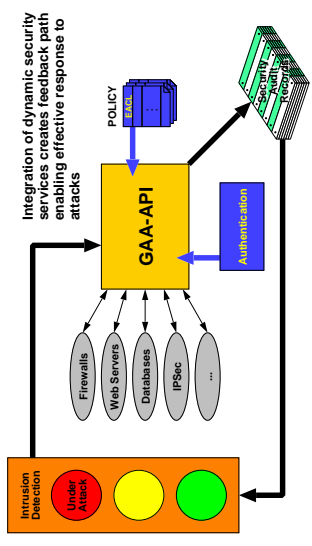 Integration of dynamic security
services creates feedback path
enabling effective response to
attacks
POLICY
EACL
GAA-API
Security
Audit
Records
Authentication
Firewalls
Web Servers
Databases
IPSec
...
Intrusion
Detection
Under
Attack